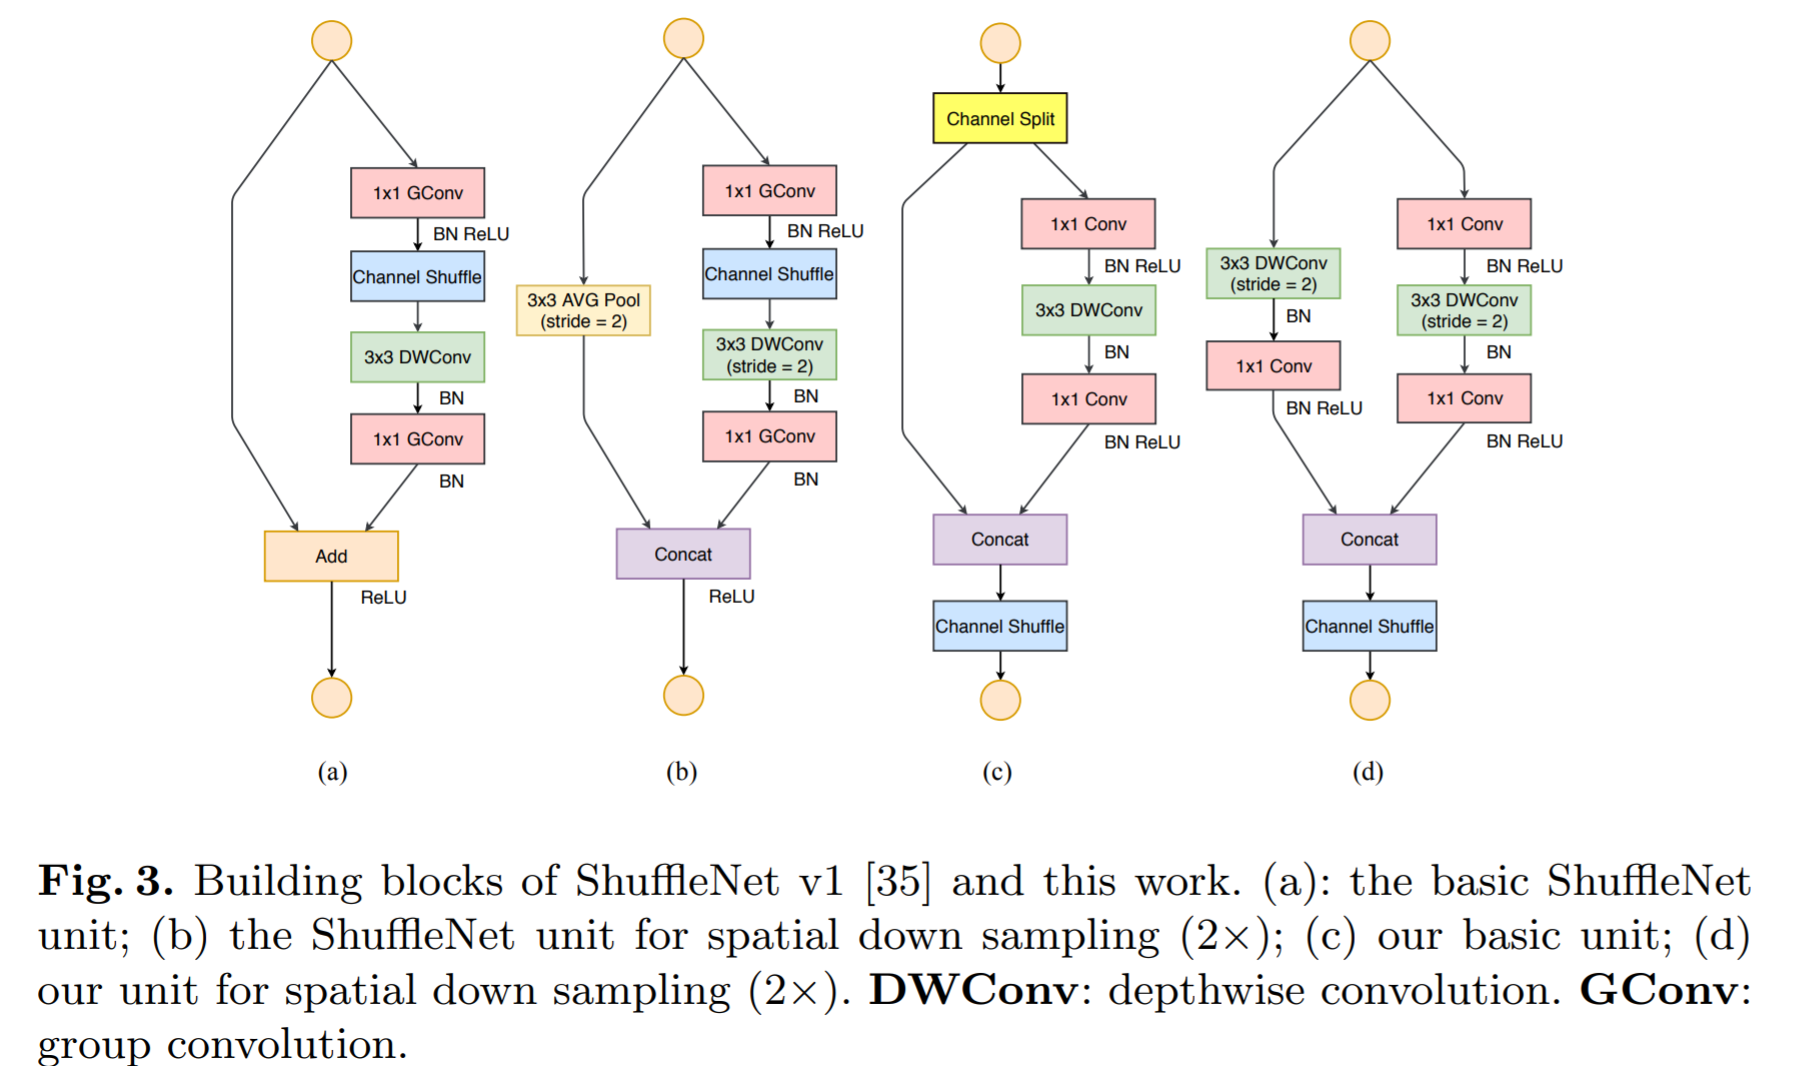 1x1 GConv
BN ReLU
Channel Shuffle
3x3 DWConv
BN
1x1 GConv
BN
Add
ReLU
(a)
1x1 GConv
BN ReLU
Channel Shuffle
3x3 AVG Pool
(stride = 2)
3x3 DWConv
(stride = 2)
BN
1x1 GConv
BN
Concat
ReLU
(b)
Channel Split
1x1 Conv
BN ReLU
3x3 DWConv
BN
1x1 Conv
BN ReLU
Concat
Channel Shuffle
(c)
3x3 DWConv
(stride = 2)
BN
1x1 Conv
BN ReLU
1x1 Conv
BN ReLU
3x3 DWConv
(stride = 2)
BN
1x1 Conv
BN ReLU
Concat
Channel Shuffle
(d)
Fig. 3. Building blocks of ShuffleNet v1 [35] and this work. (a): the basic ShuffleNet
unit; (b) the ShuffleNet unit for spatial down sampling (2×); (c) our basic unit; (d)
our unit for spatial down sampling (2×). DWConv: depthwise convolution. GConv:
group convolution.